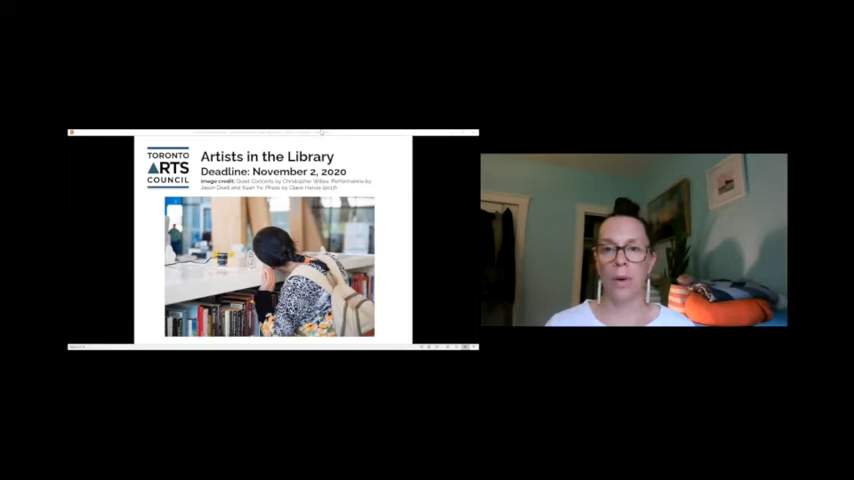 TORONTO
ARTS
COUNCIL
Artists in the Library
Deadline: November 2, 2020
Image credit: Quiet Concerts by Christopher Willes. Performance by
Jason Doell and Xuan Ye. Photo by Claire Harvie (2017)